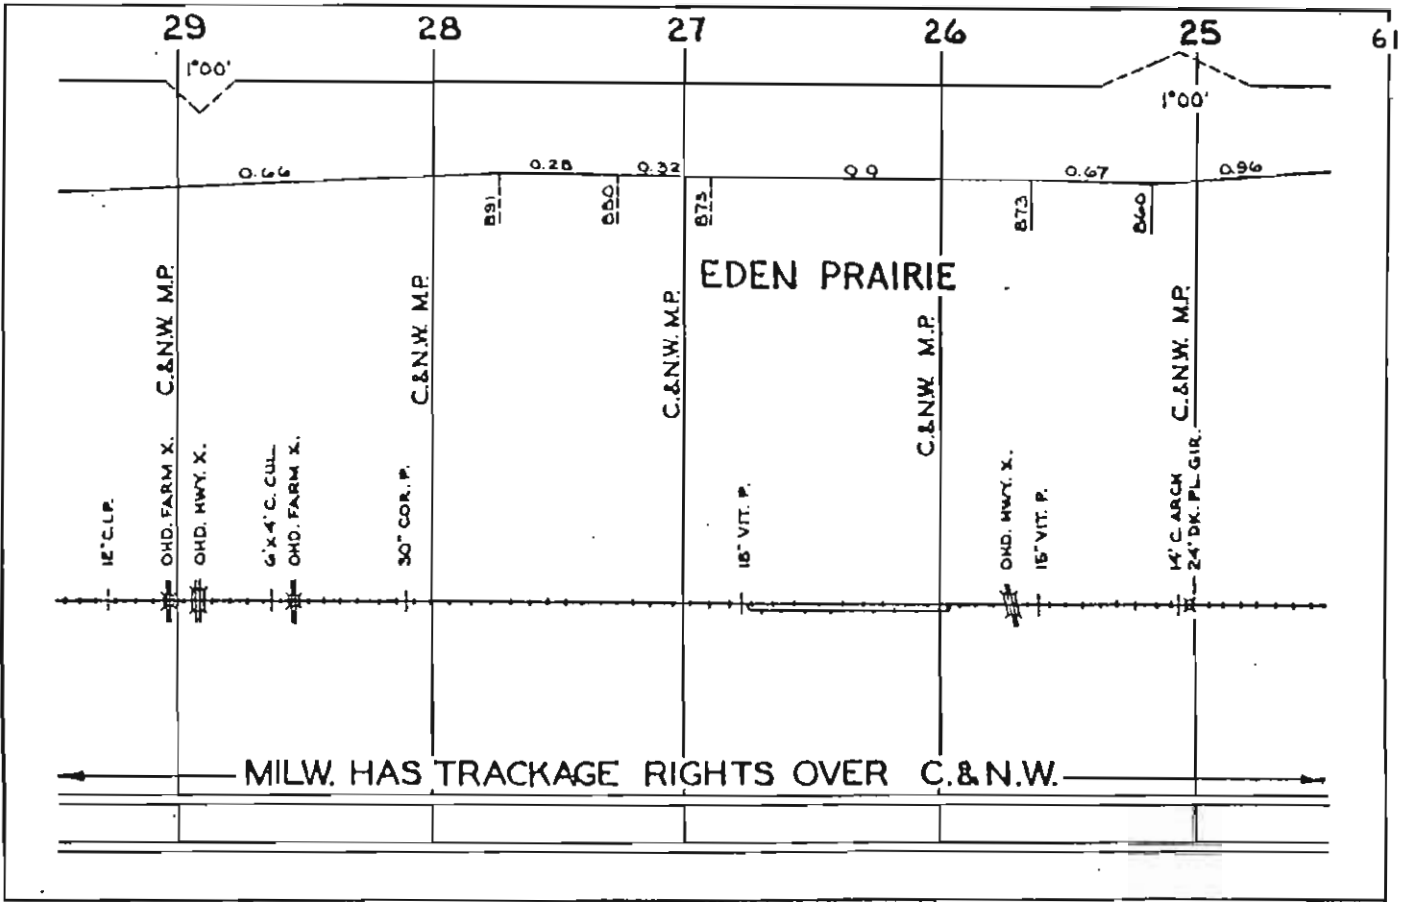 29 28 27 26 25 61
1°00' 1°00'
0.66 0.28 0.32 0.0 0.67 0.96
891 880 873 873 860
EDEN PRAIRIE
C.&N.W. M.P. C.&N.W. M.P. C.&N.W. M.P. C.&N.W. M.P. C.&N.W. M.P.
12" C.I.P.
OHD. FARM X.
OHD. HWY. X.
6'x4' C. CUL.
OHD. FARM X.
30" COR. P.
18" VIT. P.
OHD. HWY. X.
15" VIT. P.
14' C. ARCH
24' DK. PL. GIR.
MILW. HAS TRACKAGE RIGHTS OVER C.&N.W.